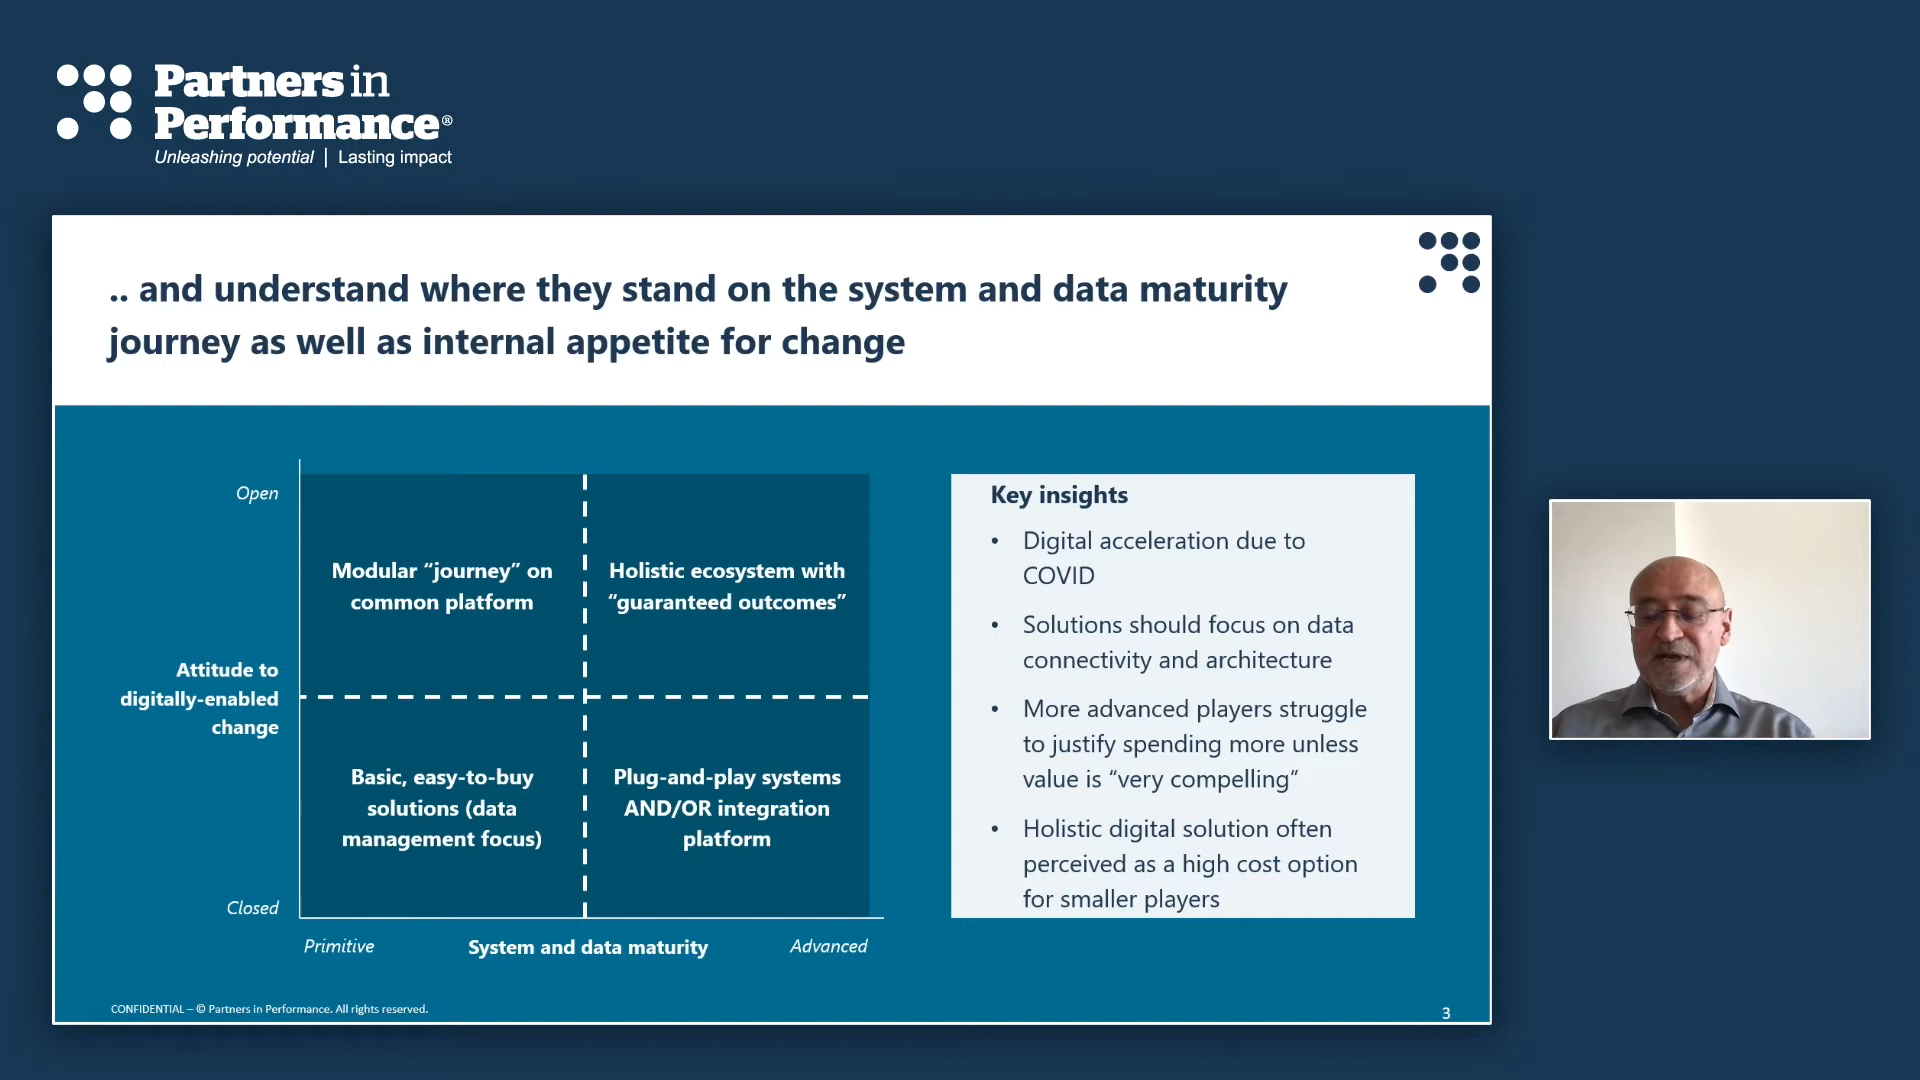 Partners in
Performance®
Unleashing potential | Lasting impact
.. and understand where they stand on the system and data maturity
journey as well as internal appetite for change
Open
Modular “journey” on
common platform
Holistic ecosystem with
“guaranteed outcomes”
Attitude to
digitally-enabled
change
Basic, easy-to-buy
solutions (data
management focus)
Plug-and-play systems
AND/OR integration
platform
Closed
Primitive
System and data maturity
Advanced
Key insights
• Digital acceleration due to
COVID
• Solutions should focus on data
connectivity and architecture
• More advanced players struggle
to justify spending more unless
value is “very compelling”
• Holistic digital solution often
perceived as a high cost option
for smaller players
CONFIDENTIAL – © Partners in Performance. All rights reserved.
3